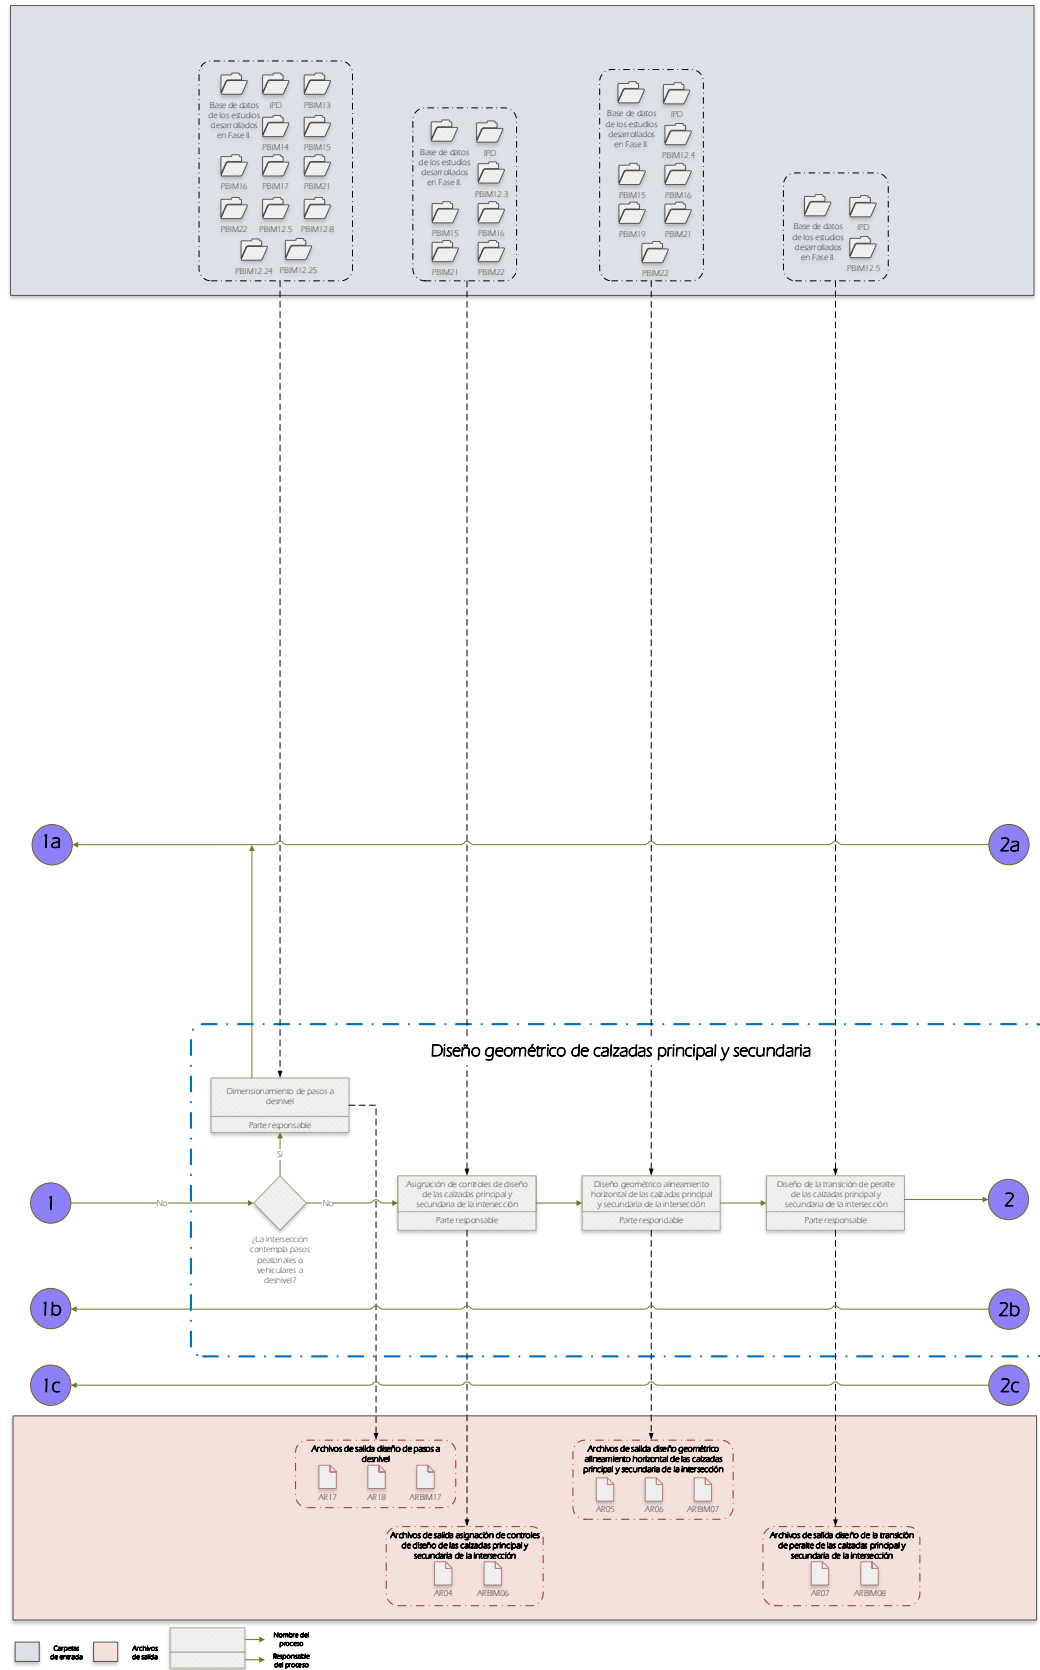 Base de datos
de los estudios
desarrollados
en Fase II.
IPD
PBIM13
PBIM14
PBIM15
PBIM16
PBIM17
PBIM21
PBIM22
PBIM12.5
PBIM12.8
PBIM12.24
PBIM12.25
Base de datos
de los estudios
desarrollados
en Fase II.
IPD
PBIM12.3
PBIM15
PBIM16
PBIM21
PBIM22
Base de datos
de los estudios
desarrollados
en Fase II.
IPD
PBIM12.4
PBIM15
PBIM16
PBIM19
PBIM21
PBIM22
Base de datos
de los estudios
desarrollados
en Fase II.
IPD
PBIM12.5
1a
2a
Diseño geométrico de calzadas principal y secundaria
Dimensionamiento de pasos a
desnivel
Parte responsable
Si
1
No
No
¿La intersección
contempla pasos
peatonales o
vehiculares a
desnivel?
Asignación de controles de diseño
de las calzadas principal y
secundaria de la intersección
Parte responsable
Diseño geométrico alineamiento
horizontal de las calzadas principal
y secundaria de la intersección
Parte respondable
Diseño de la transición de peralte
de las calzadas principal y
secundaria de la intersección
Parte responsable
2
1b
2b
1c
2c
Archivos de salida diseño de pasos a
desnivel
AR17
AR18
ARBIM17
Archivos de salida diseño geométrico
alineamiento horizontal de las calzadas
principal y secundaria de la intersección
AR05
AR06
ARBIM07
Archivos de salida asignación de controles
de diseño de las calzadas principal y
secundaria de la intersección
AR04
ARBIM06
Archivos de salida diseño de la transición
de peralte de las calzadas principal y
secundaria de la intersección
AR07
ARBIM08
Carpetas
de entrada
Archivos
de salida
Nombre del
proceso
Responsable
del proceso